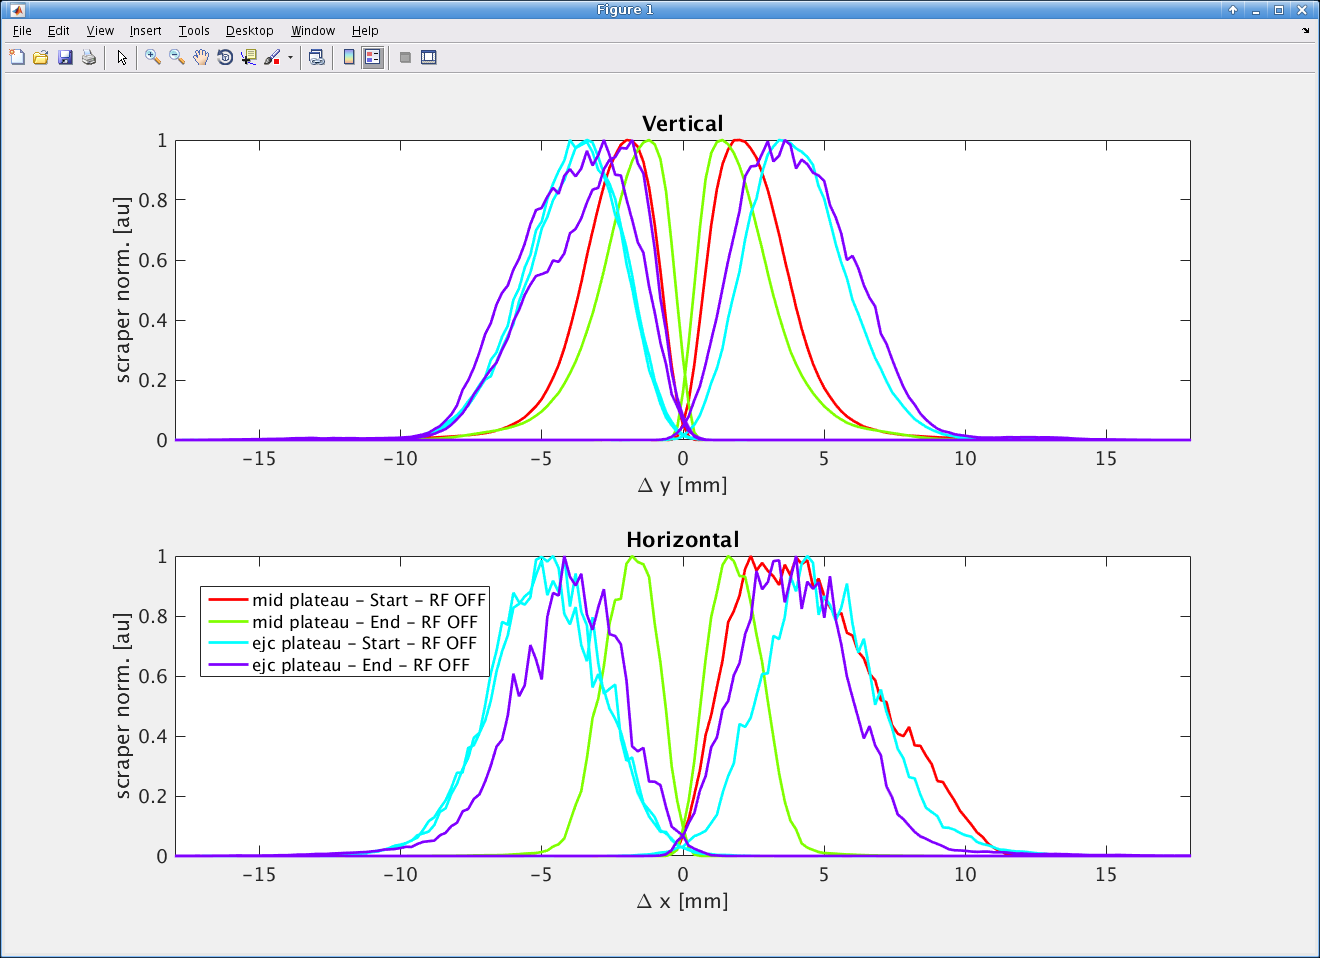 Figure 1
File Edit View Insert Tools Desktop Window Help
Vertical
1
0.8
0.6
0.4
0.2
0
scraper norm. [au]
-15 -10 -5 0 5 10 15
Δ y [mm]
Horizontal
1
0.8
0.6
0.4
0.2
0
scraper norm. [au]
mid plateau - Start - RF OFF
mid plateau - End - RF OFF
ejc plateau - Start - RF OFF
ejc plateau - End - RF OFF
-15 -10 -5 0 5 10 15
Δ x [mm]